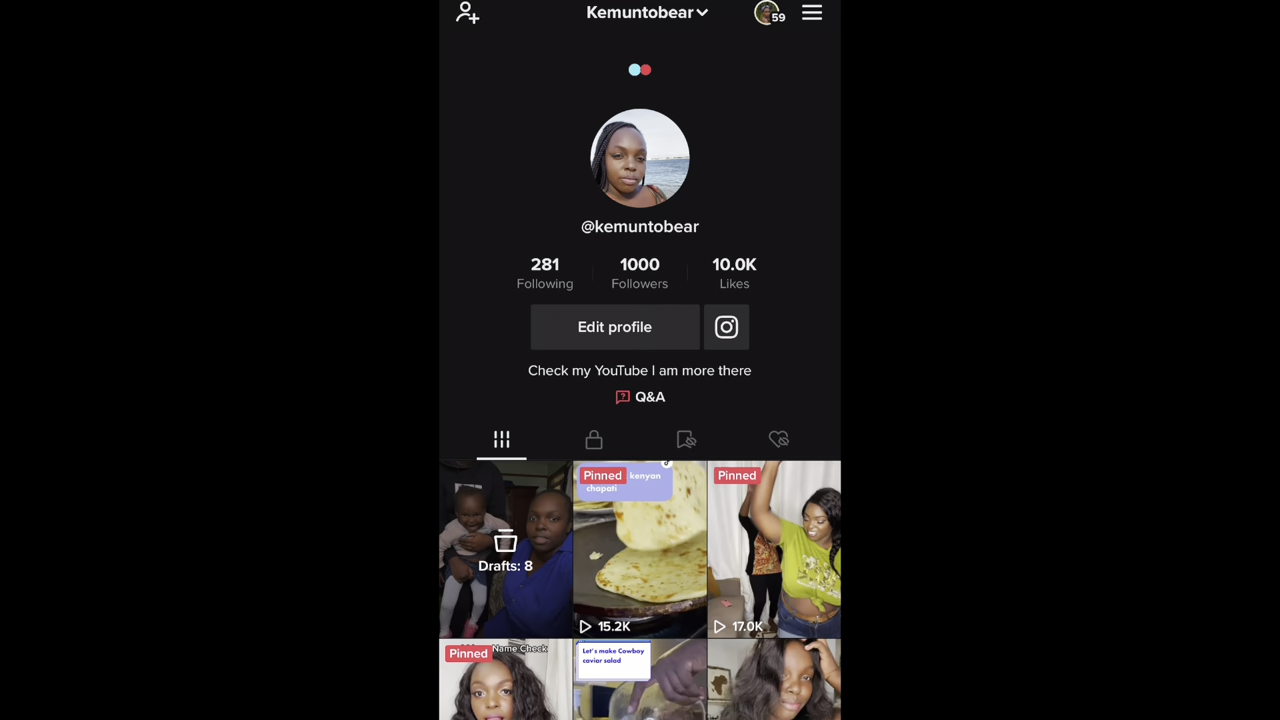 Kemuntobear
59
@kemuntobear
281 1000 10.0K
Following Followers Likes
Edit profile
Check my YouTube I am more there
Q&A
Pinned kenyan
chapati
Pinned
Drafts: 8
15.2K
17.0K
Pinned
Name Check
Let's make Cowboy
caviar salad